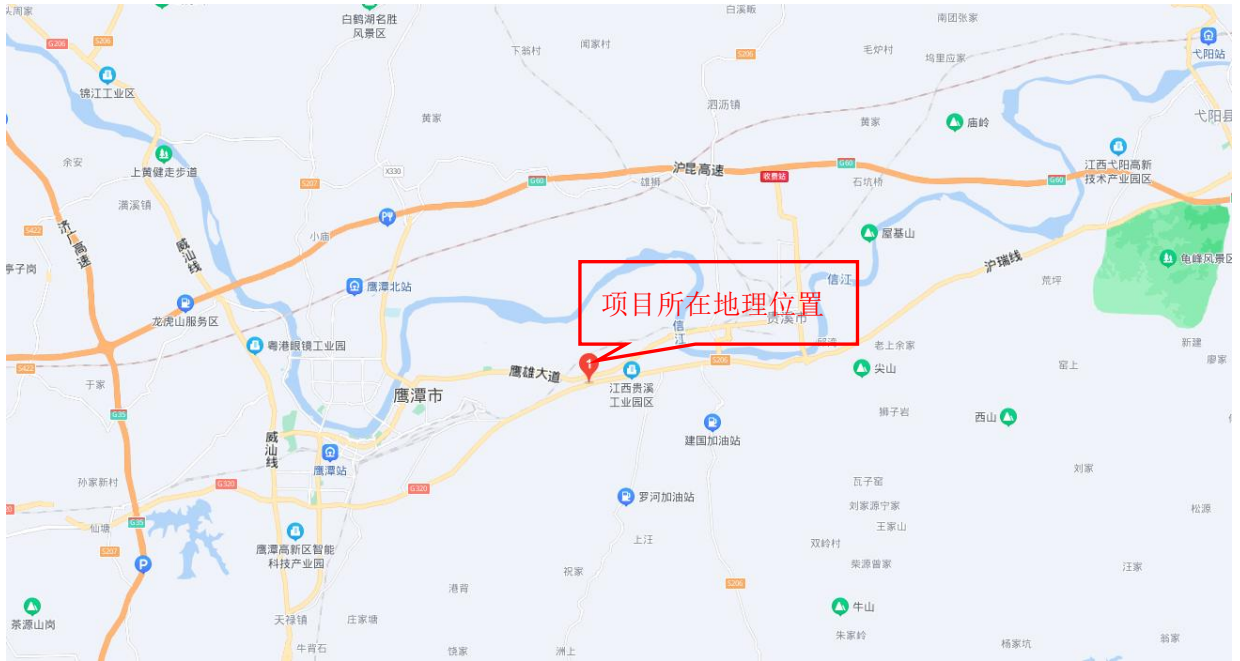 白溪畈
白鹤湖名胜
风景区
南团张家
G206
S206
下翁村
闻家村
S206
毛炉村
坞里应家
弋阳站
锦江工业区
泗沥镇
黄家
黄家
庙岭
弋阳县
余安
上黄健走步道
X330
沪昆高速
G60
收费站
江西弋阳高新
技术产业园区
S207
G60
雄狮
石坑桥
G60
潢溪镇
S422
济广高速
威汕线
小庙
屋基山
沪瑞线
龟峰风景区
亭子岗
鹰潭北站
信江
荒坪
项目所在地理位置
龙虎山服务区
信江
贵溪市
粤港眼镜工业园
老上余家
新建
S422
鹰雄大道
1
S206
尖山
窑上
廖家
于家
鹰潭市
江西贵溪
工业园区
G35
狮子岩
西山
威汕线
建国加油站
鹰潭站
刘家
孙家新村
G320
G320
瓦子窑
罗河加油站
刘家源宁家
松源
仙塘
G35
王家山
鹰潭高新区智能
科技产业园
上汪
双岭村
S207
P
祝家
柴源曾家
汪家
港背
S206
茶源山岗
天禄镇
庄家塘
牛山
朱家岭
翁家
牛背石
饶家
洲上
杨家坑